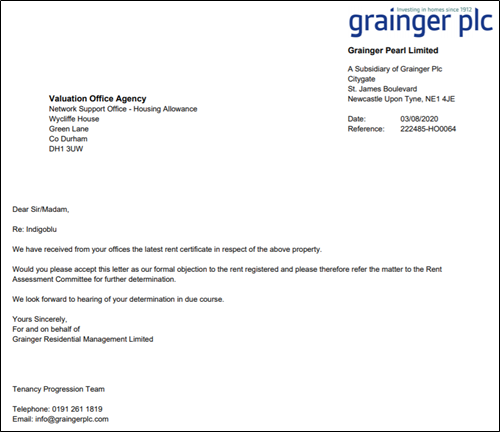 Investing in homes since 1912
grainger plc
Grainger Pearl Limited
A Subsidiary of Grainger Plc
Citygate
St. James Boulevard
Newcastle Upon Tyne, NE1 4JE
Date: 03/08/2020
Reference: 222485-HO0064
Valuation Office Agency
Network Support Office - Housing Allowance
Wycliffe House
Green Lane
Co Durham
DH1 3UW
Dear Sir/Madam,
Re: Indigoblu
We have received from your offices the latest rent certificate in respect of the above property.
Would you please accept this letter as our formal objection to the rent registered and please therefore refer the matter to the Rent
Assessment Committee for further determination.
We look forward to hearing of your determination in due course.
Yours Sincerely,
For and on behalf of
Grainger Residential Management Limited
Tenancy Progression Team
Telephone: 0191 261 1819
Email: info@graingerplc.com